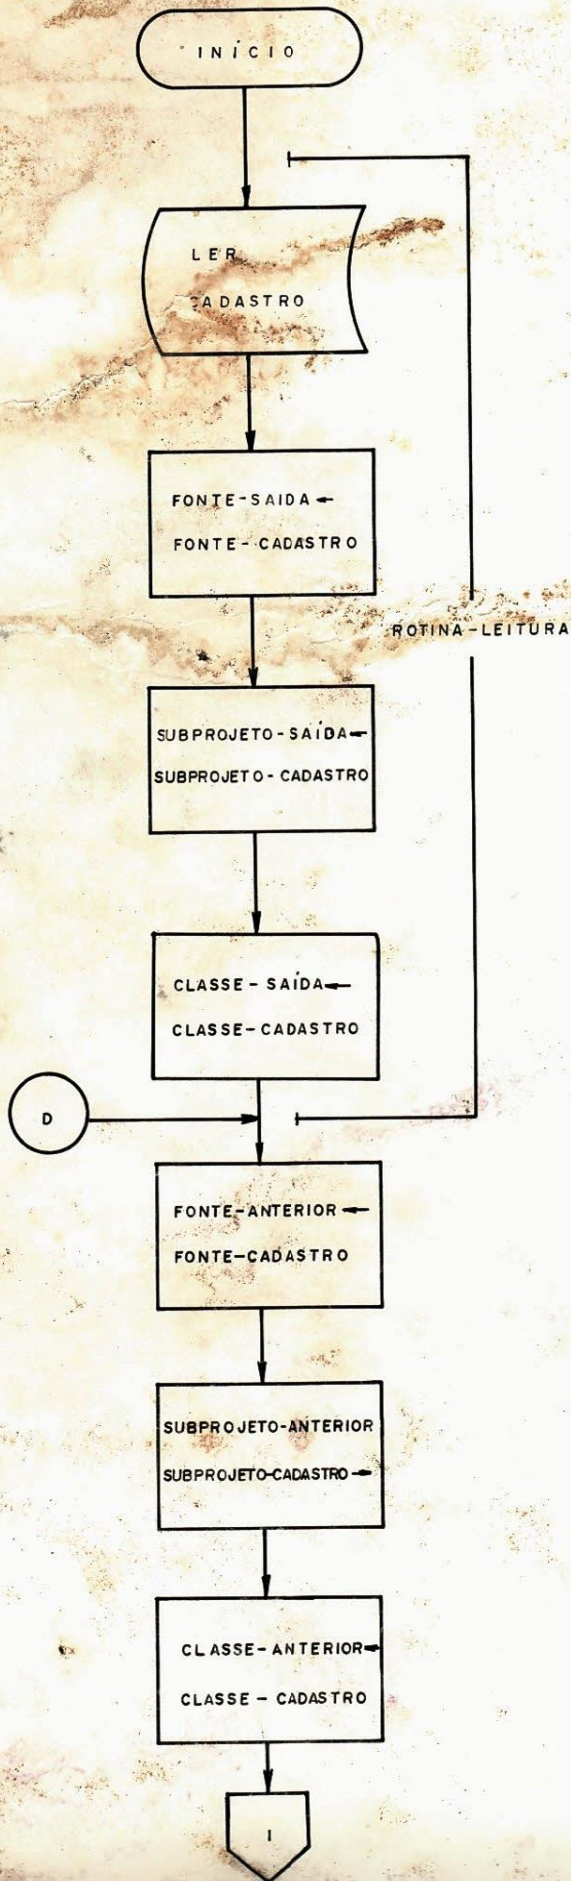 INÍCIO
LER
CADASTRO
FONTE-SAIDA ←
FONTE-CADASTRO
ROTINA-LEITURA
SUBPROJETO-SAÍDA ←
SUBPROJETO-CADASTRO
CLASSE-SAÍDA ←
CLASSE-CADASTRO
D
FONTE-ANTERIOR ←
FONTE-CADASTRO
SUBPROJETO-ANTERIOR
SUBPROJETO-CADASTRO →
CLASSE-ANTERIOR ←
CLASSE-CADASTRO
1